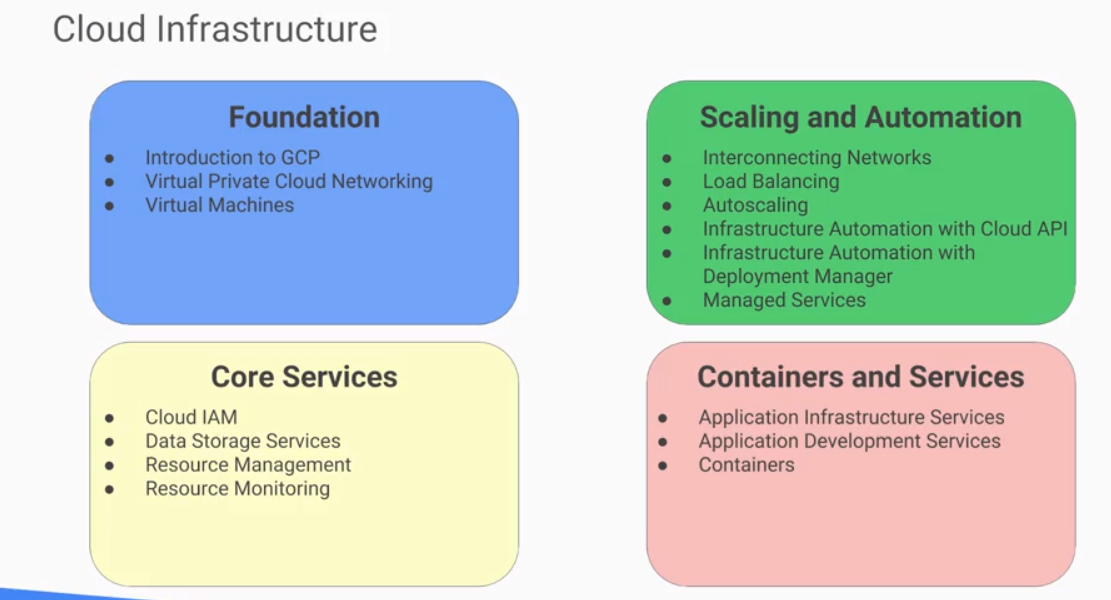 Cloud Infrastructure
Foundation
● Introduction to GCP
● Virtual Private Cloud Networking
● Virtual Machines
Scaling and Automation
● Interconnecting Networks
● Load Balancing
● Autoscaling
● Infrastructure Automation with Cloud API
● Infrastructure Automation with
Deployment Manager
● Managed Services
Core Services
● Cloud IAM
● Data Storage Services
● Resource Management
● Resource Monitoring
Containers and Services
● Application Infrastructure Services
● Application Development Services
● Containers